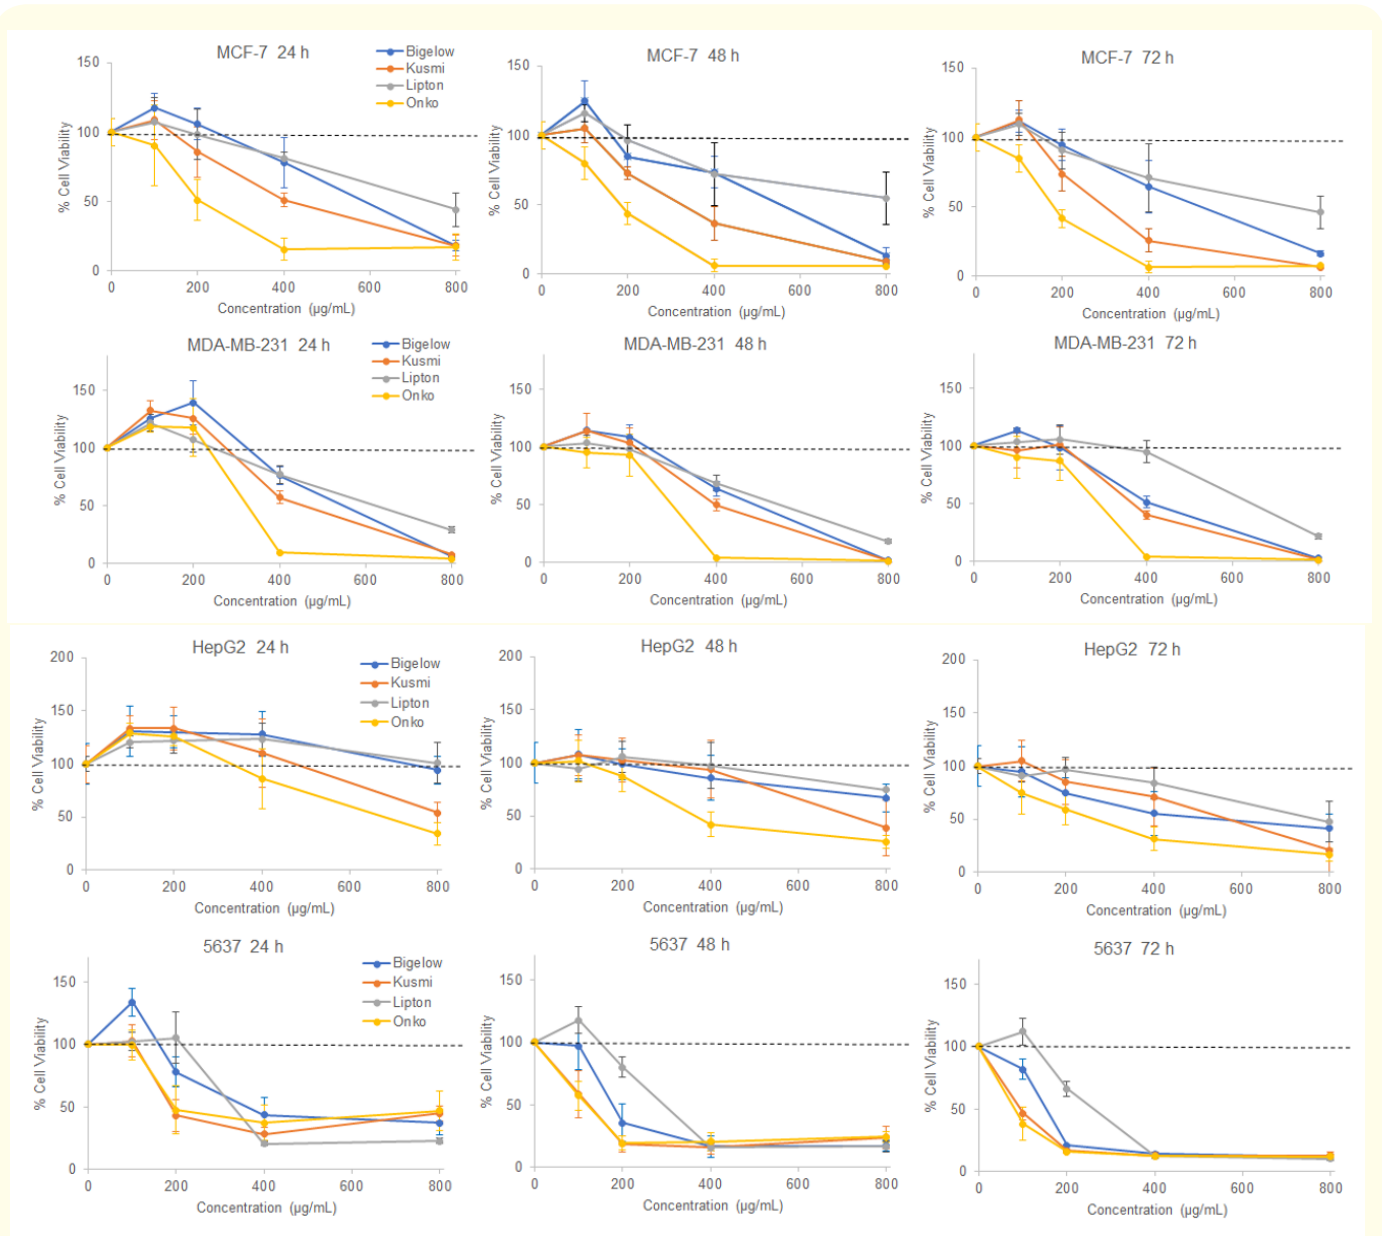 MCF-7 24 h
Bigelow
Kusmi
Lipton
Onko
150
100
50
0
% Cell Viability
0 200 400 600 800
Concentration (µg/mL)
MCF-7 48 h
150
100
50
0
% Cell Viability
0 200 400 600 800
Concentration (µg/mL)
MCF-7 72 h
150
100
50
0
% Cell Viability
0 200 400 600 800
Concentration (µg/mL)
MDA-MB-231 24 h
Bigelow
Kusmi
Lipton
Onko
150
100
50
0
% Cell Viability
0 200 400 600 800
Concentration (µg/mL)
MDA-MB-231 48 h
150
100
50
0
% Cell Viability
0 200 400 600 800
Concentration (µg/mL)
MDA-MB-231 72 h
150
100
50
0
% Cell Viability
0 200 400 600 800
Concentration (µg/mL)
HepG2 24 h
Bigelow
Kusmi
Lipton
Onko
200
150
100
50
0
% Cell Viability
0 200 400 600 800
Concentration (µg/mL)
HepG2 48 h
200
150
100
50
0
% Cell Viability
0 200 400 600 800
Concentration (µg/mL)
HepG2 72 h
200
150
100
50
0
% Cell Viability
0 200 400 600 800
Concentration (µg/mL)
5637 24 h
Bigelow
Kusmi
Lipton
Onko
150
100
50
0
% Cell Viability
0 200 400 600 800
Concentration (µg/mL)
5637 48 h
150
100
50
0
% Cell Viability
0 200 400 600 800
Concentration (µg/mL)
5637 72 h
150
100
50
0
% Cell Viability
0 200 400 600 800
Concentration (µg/mL)